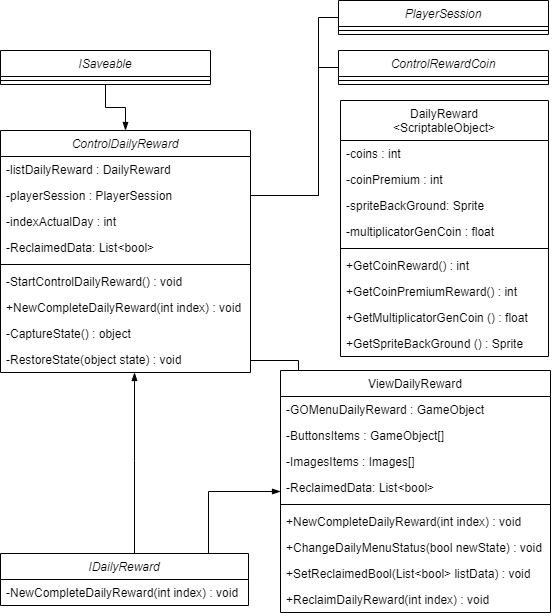 PlayerSession
ISaveable
ControlRewardCoin
ControlDailyReward
-listDailyReward : DailyReward
-playerSession : PlayerSession
-indexActualDay : int
-ReclaimedData: List<bool>
-StartControlDailyReward() : void
+NewCompleteDailyReward(int index) : void
-CaptureState() : object
-RestoreState(object state) : void
DailyReward
<ScriptableObject>
-coins : int
-coinPremium : int
-spriteBackGround: Sprite
-multiplicatorGenCoin : float
+GetCoinReward() : int
+GetCoinPremiumReward() : int
+GetMultiplicatorGenCoin () : float
+GetSpriteBackGround () : Sprite
ViewDailyReward
-GOMenuDailyReward : GameObject
-ButtonsItems : GameObject[]
-ImagesItems : Images[]
-ReclaimedData: List<bool>
+NewCompleteDailyReward(int index) : void
+ChangeDailyMenuStatus(bool newState) : void
+SetReclaimedBool(List<bool> listData) : void
+ReclaimDailyReward(int index) : void
IDailyReward
-NewCompleteDailyReward(int index) : void